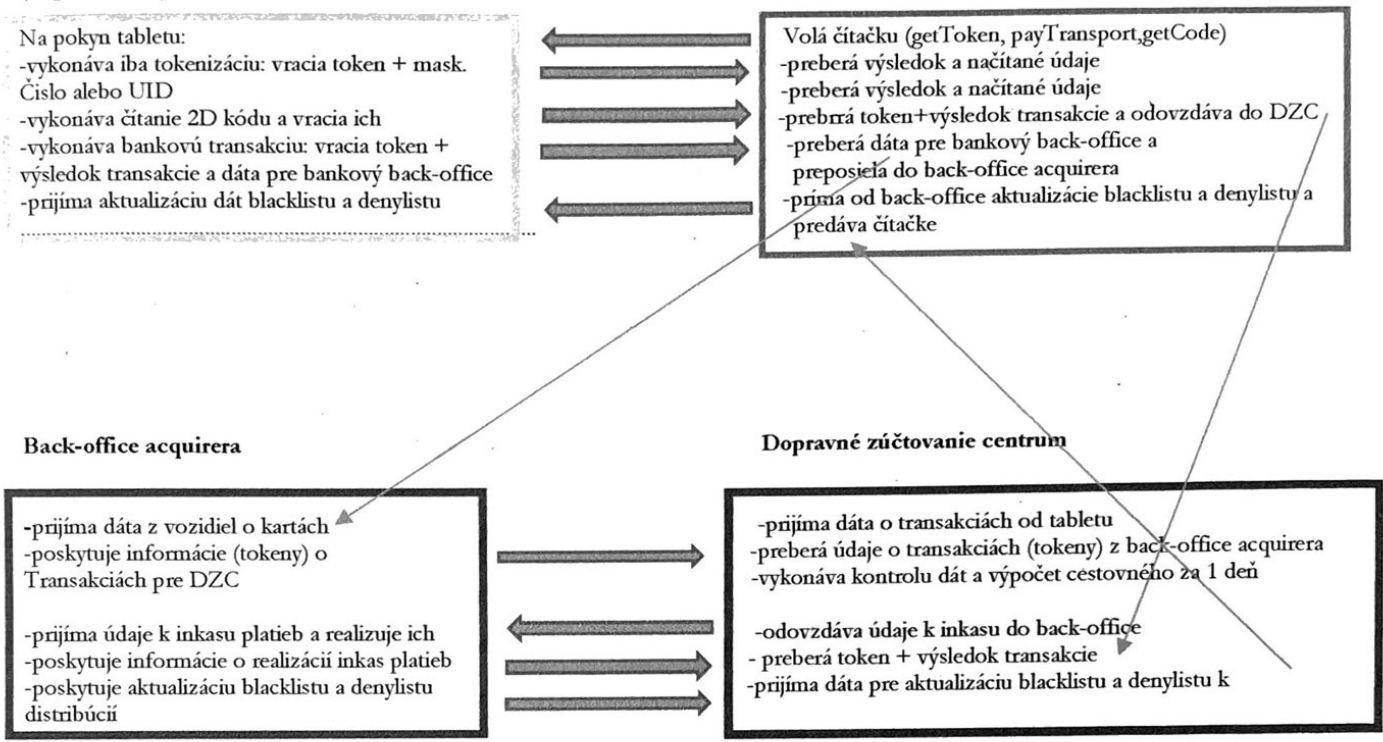 Na pokyn tabletu:
-vykonáva iba tokenizáciu: vracia token + mask.
Čislo alebo UID
-vykonáva čítanie 2D kódu a vracia ich
-vykonáva bankovú transakciu: vracia token +
výsledok transakcie a dáta pre bankový back-office
-prijíma aktualizáciu dát blacklistu a denylistu
Volá čítačku (getToken, payTransport,getCode)
-preberá výsledok a načítané údaje
-preberá výsledok a načítané údaje
-prebrrá token+výsledok transakcie a odovzdáva do DZC
-preberá dáta pre bankový back-office a
preposiela do back-office acquirera
-príma od back-office aktualizácie blacklistu a denylistu a
predáva čítačke
Back-office acquirera
-prijíma dáta z vozidiel o kartách
-poskytuje informácie (tokeny) o
Transakciách pre DZC
-prijíma údaje k inkasu platieb a realizuje ich
-poskytuje informácie o realizácií inkas platieb
-poskytuje aktualizáciu blacklistu a denylistu
distribúcií
Dopravné zúčtovanie centrum
-prijíma dáta o transakciách od tabletu
-preberá údaje o transakciách (tokeny) z back-office acquirera
-vykonáva kontrolu dát a výpočet cestovného za 1 deň
-odovzdáva údaje k inkasu do back-office
- preberá token + výsledok transakcie
-prijíma dáta pre aktualizáciu blacklistu a denylistu k